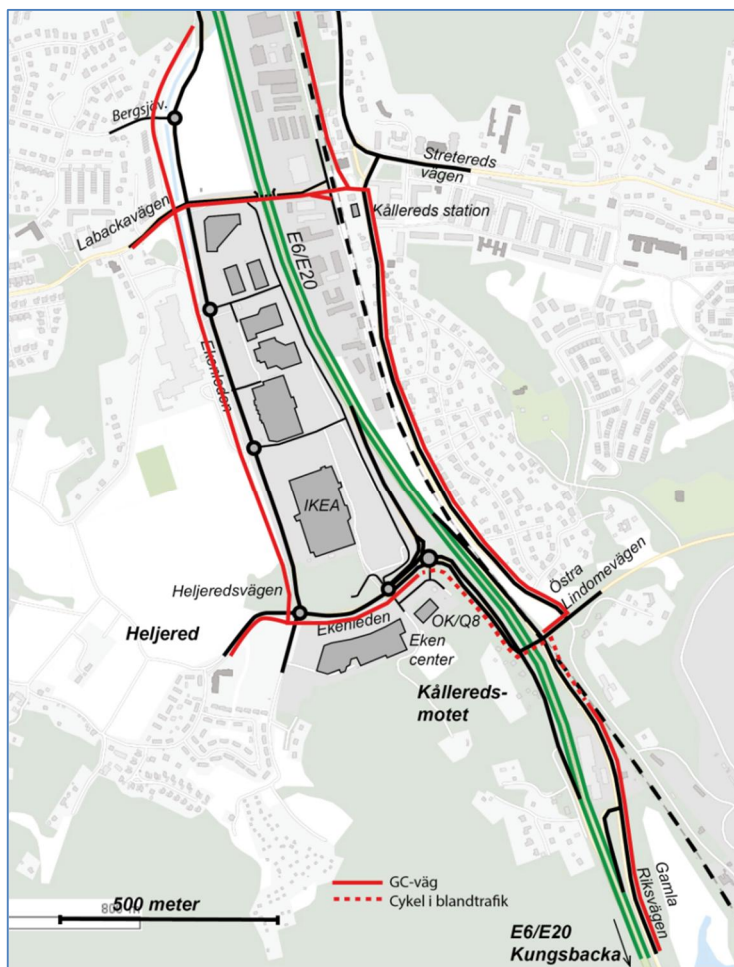 Bergsjöv.
Stretereds
vägen
Labackavägen
Kållereds station
E6/E20
Ekenleden
IKEA
Östra
Lindomevägen
Heljeredsvägen
Heljered
Ekenleden
OK/Q8
Eken
center
Kållereds-
motet
GC-väg
Cykel i blandtrafik
500 meter
Gamla
Riksvägen
E6/E20
Kungsbacka